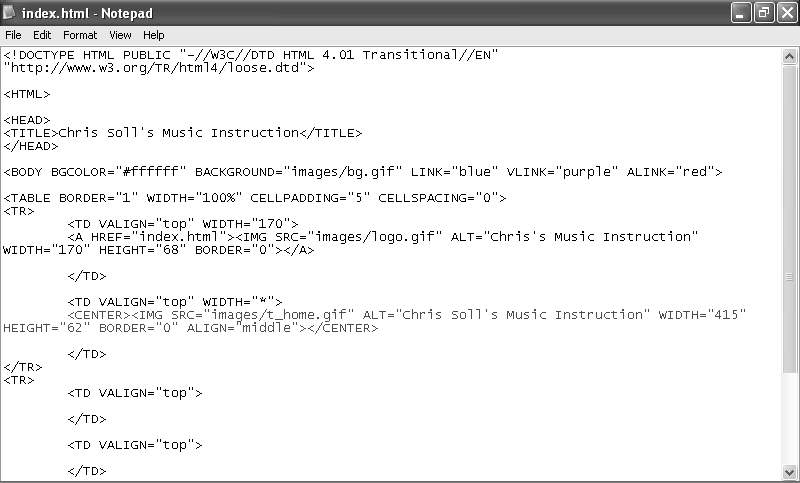 index.html - Notepad
File Edit Format View Help
<!DOCTYPE HTML PUBLIC "-//W3C//DTD HTML 4.01 Transitional//EN"
"http://www.w3.org/TR/html4/loose.dtd">
<HTML>
<HEAD>
<TITLE>Chris Soll's Music Instruction</TITLE>
</HEAD>
<BODY BGCOLOR="#ffffff" BACKGROUND="images/bg.gif" LINK="blue" VLINK="purple" ALINK="red">
<TABLE BORDER="1" WIDTH="100%" CELLPADDING="5" CELLSPACING="0">
<TR>
<TD VALIGN="top" WIDTH="170">
<A HREF="index.html"><IMG SRC="images/logo.gif" ALT="Chris's Music Instruction"
WIDTH="170" HEIGHT="68" BORDER="0"></A>
</TD>
<TD VALIGN="top" WIDTH="*">
<CENTER><IMG SRC="images/t_home.gif" ALT="Chris Soll's Music Instruction" WIDTH="415"
HEIGHT="62" BORDER="0" ALIGN="middle"></CENTER>
</TD>
</TR>
<TR>
<TD VALIGN="top">
</TD>
<TD VALIGN="top">
</TD>